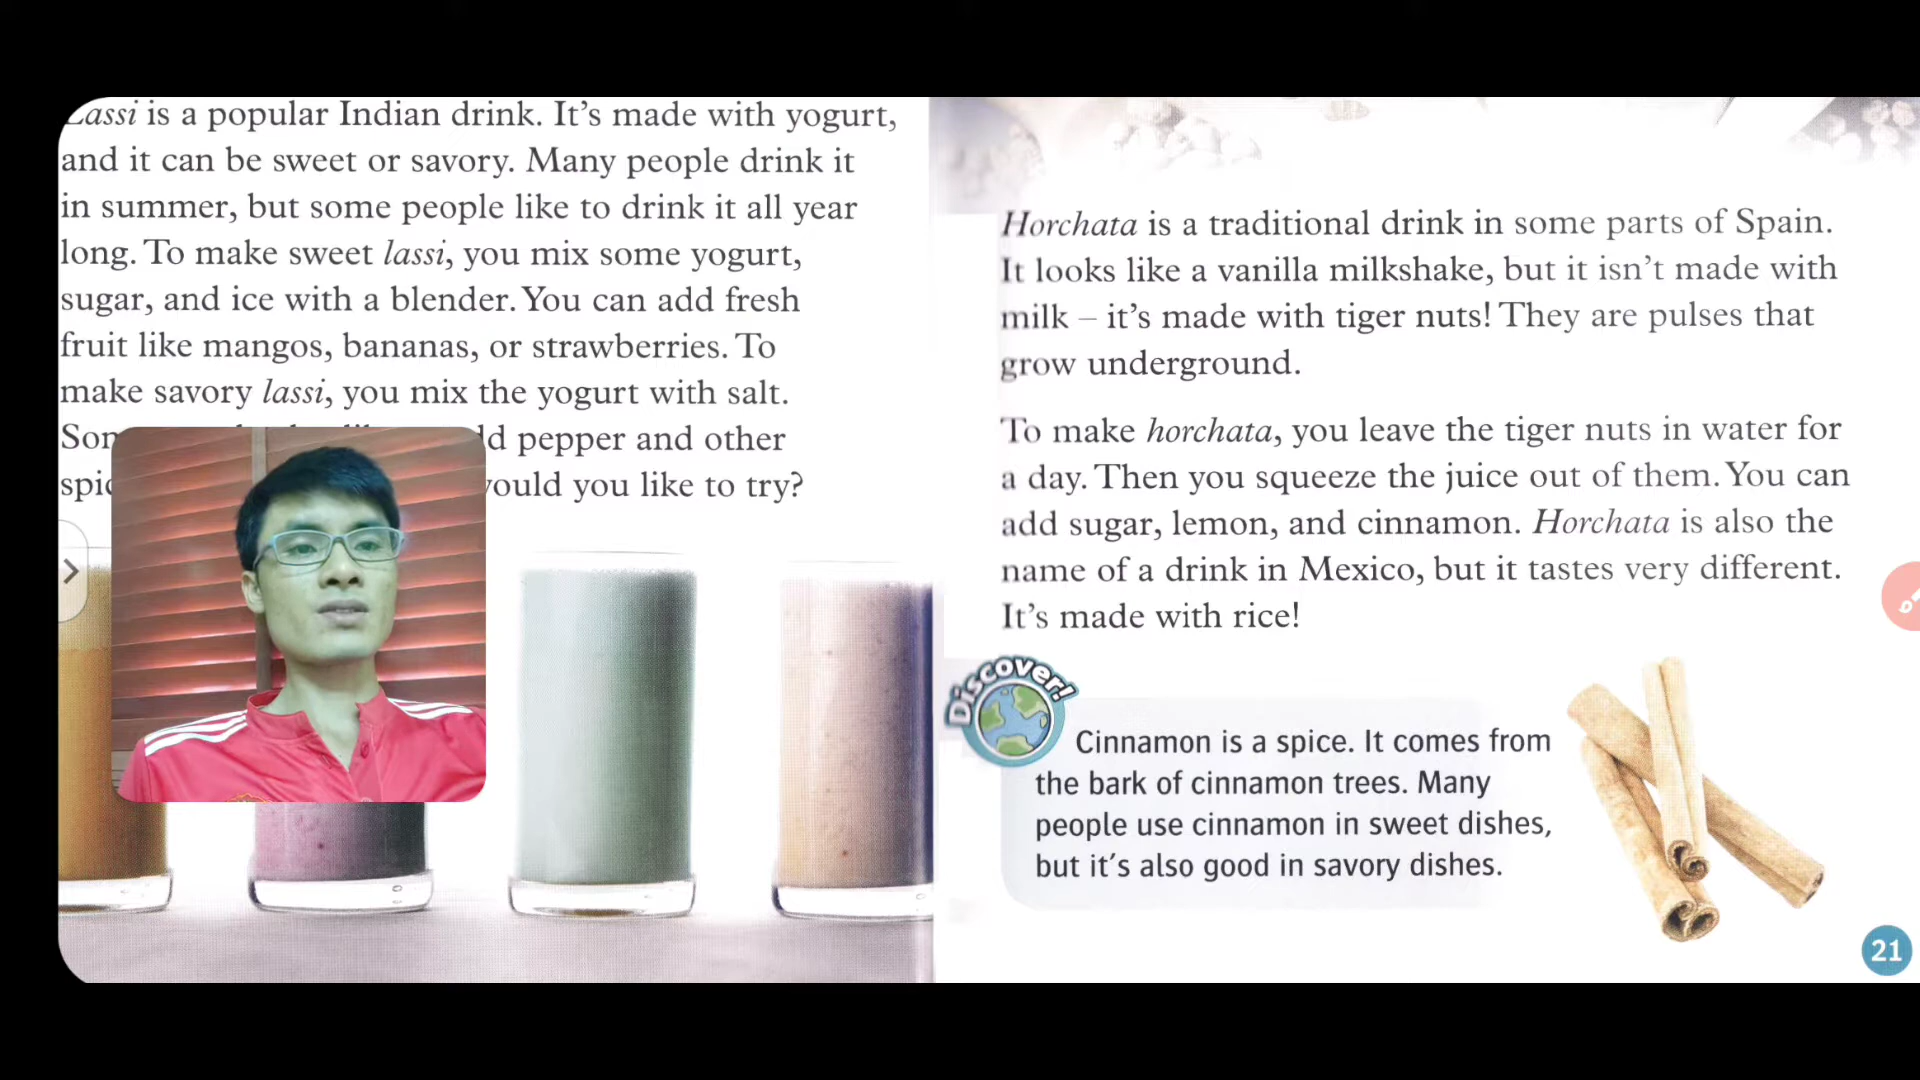 Lassi is a popular Indian drink. It's made with yogurt,
and it can be sweet or savory. Many people drink it
in summer, but some people like to drink it all year
long. To make sweet lassi, you mix some yogurt,
sugar, and ice with a blender. You can add fresh
fruit like mangos, bananas, or strawberries. To
make savory lassi, you mix the yogurt with salt.
pepper and other
would you like to try?
Horchata is a traditional drink in some parts of Spain.
It looks like a vanilla milkshake, but it isn't made with
milk – it's made with tiger nuts! They are pulses that
grow underground.
To make horchata, you leave the tiger nuts in water for
a day. Then you squeeze the juice out of them. You can
add sugar, lemon, and cinnamon. Horchata is also the
name of a drink in Mexico, but it tastes very different.
It's made with rice!
Discover!
Cinnamon is a spice. It comes from
the bark of cinnamon trees. Many
people use cinnamon in sweet dishes,
but it's also good in savory dishes.
21